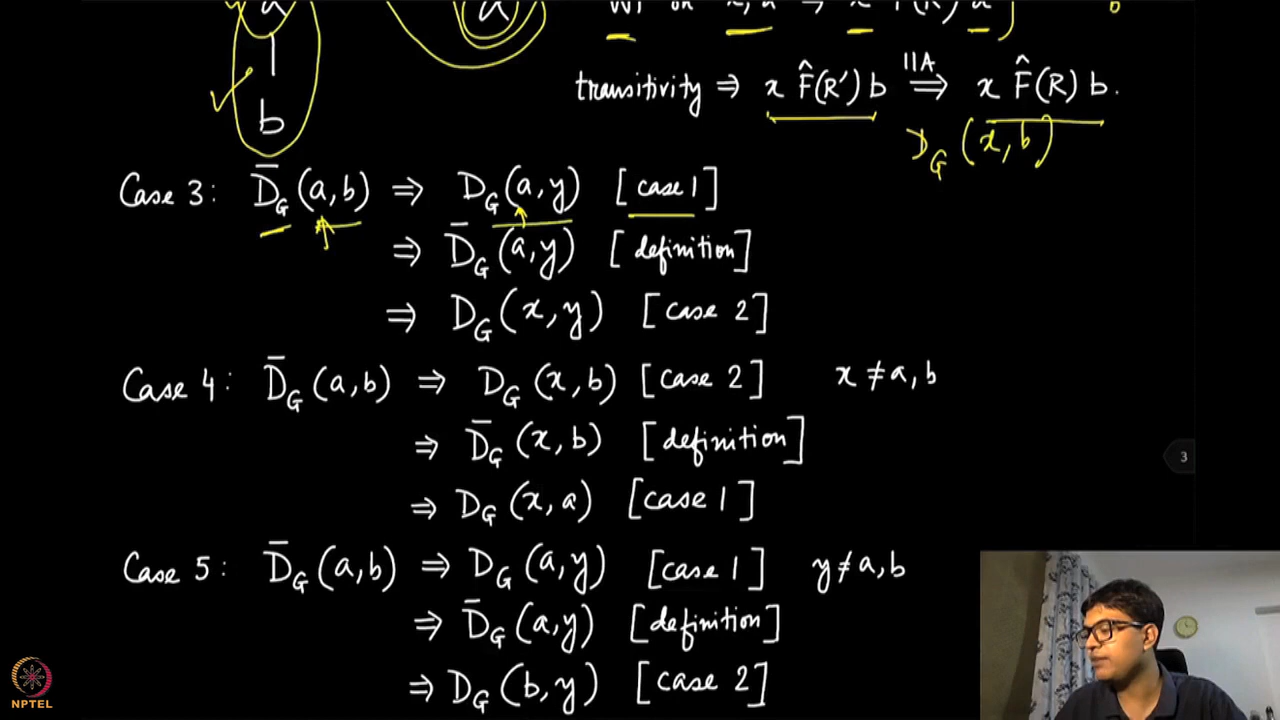 a
WP on x, a ⇒ x F̂(R) a
b
transitivity ⇒ x F̂(R') b ⇒ x F̂(R) b.
IIA
b
D_G (x, b)
Case 3: D̄_G (a, b) ⇒ D_G (a, y) [case 1]
⇒ D̄_G (a, y) [definition]
⇒ D_G (x, y) [case 2]
Case 4: D̄_G (a, b) ⇒ D_G (x, b) [case 2] x ≠ a, b
⇒ D̄_G (x, b) [definition]
⇒ D_G (x, a) [case 1]
3
Case 5: D̄_G (a, b) ⇒ D_G (a, y) [case 1] y ≠ a, b
⇒ D̄_G (a, y) [definition]
⇒ D_G (b, y) [case 2]
NPTEL